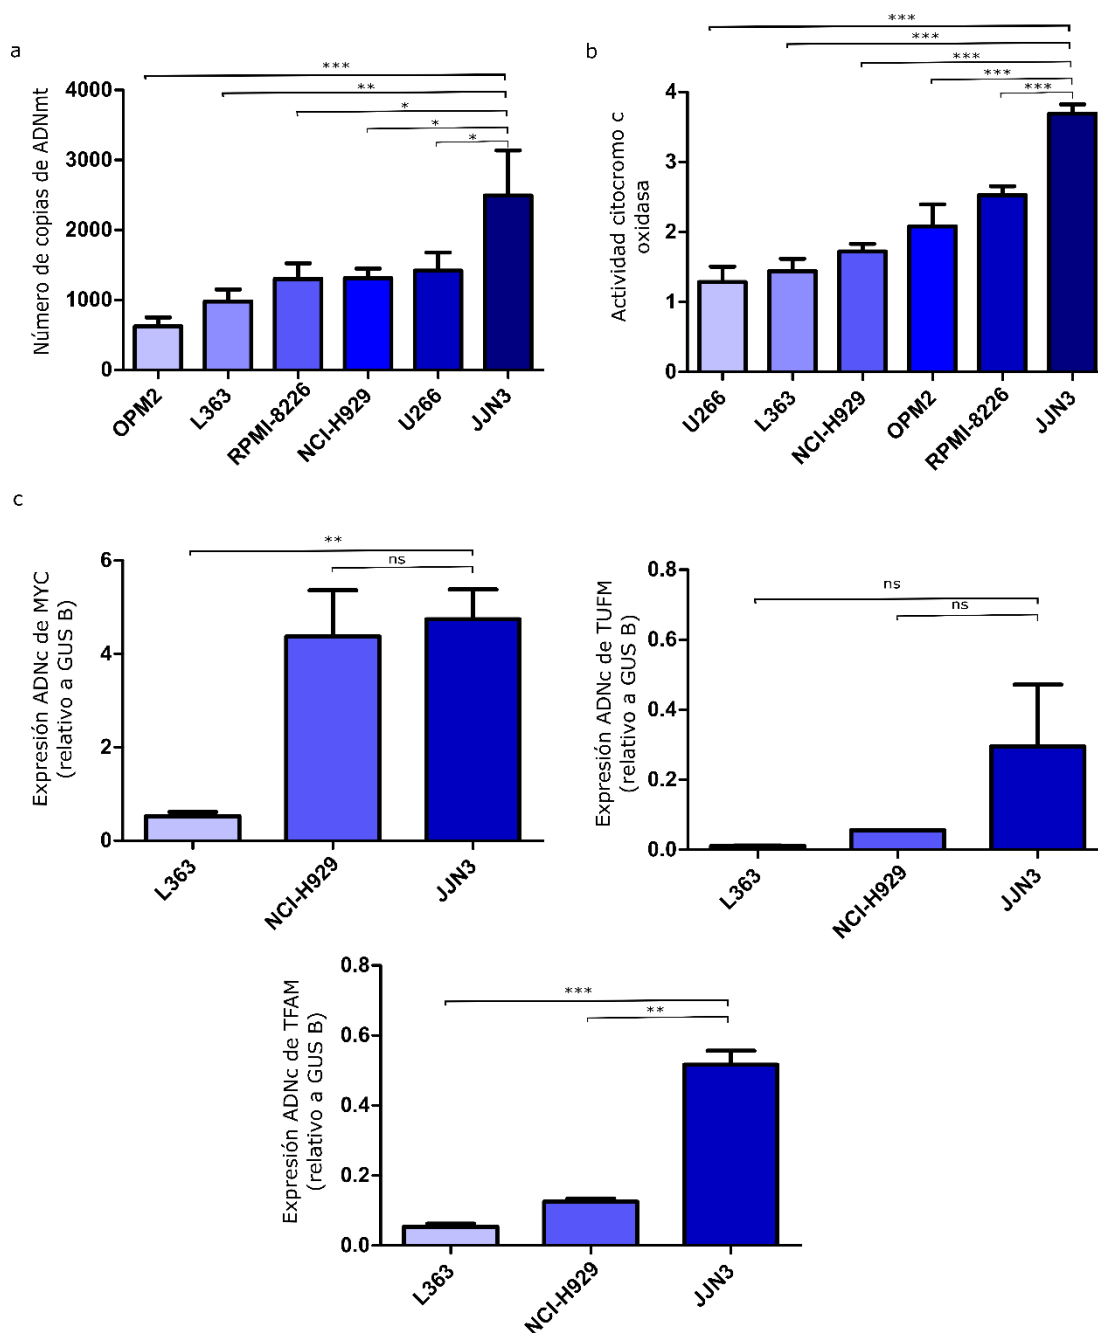 a
Número de copias de ADNmt
4000
3000
2000
1000
0
***
**
*
*
*
OPM2
L363
RPMI-8226
NCI-H929
U266
JJN3
b
Actividad citocromo c
oxidasa
4
3
2
1
0
***
***
***
***
***
U266
L363
NCI-H929
OPM2
RPMI-8226
JJN3
c
Expresión ADNc de MYC
(relativo a GUS B)
6
4
2
0
**
ns
L363
NCI-H929
JJN3
Expresión ADNc de TUFM
(relativo a GUS B)
0.8
0.6
0.4
0.2
0.0
ns
ns
L363
NCI-H929
JJN3
Expresión ADNc de TFAM
(relativo a GUS B)
0.8
0.6
0.4
0.2
0.0
***
**
L363
NCI-H929
JJN3